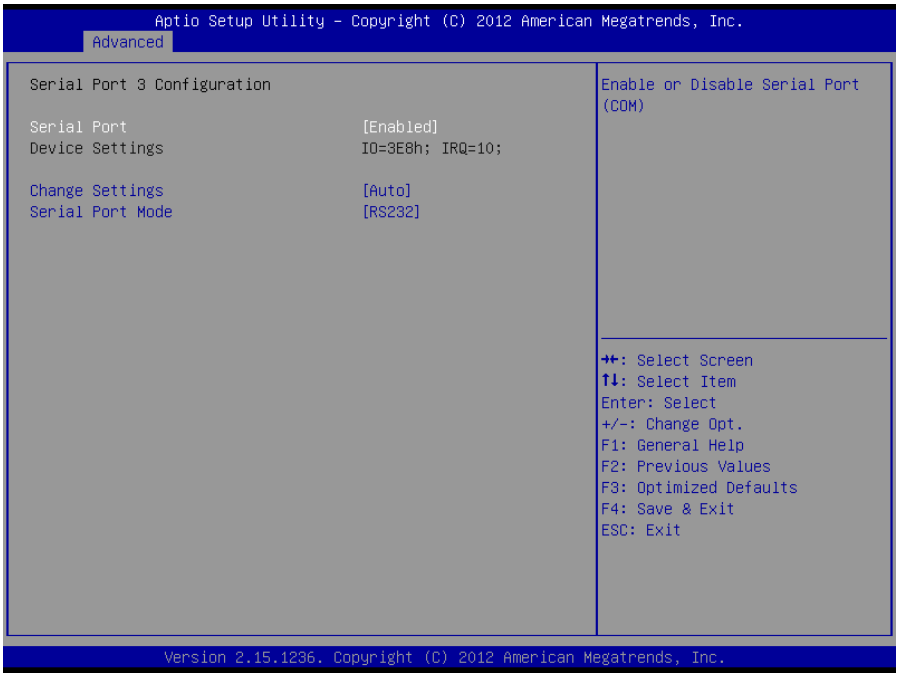 Aptio Setup Utility – Copyright (C) 2012 American Megatrends, Inc.
Advanced
Serial Port 3 Configuration
Serial Port [Enabled]
Device Settings IO=3E8h; IRQ=10;
Change Settings [Auto]
Serial Port Mode [RS232]
Enable or Disable Serial Port
(COM)
→←: Select Screen
↑↓: Select Item
Enter: Select
+/-: Change Opt.
F1: General Help
F2: Previous Values
F3: Optimized Defaults
F4: Save & Exit
ESC: Exit
Version 2.15.1236. Copyright (C) 2012 American Megatrends, Inc.